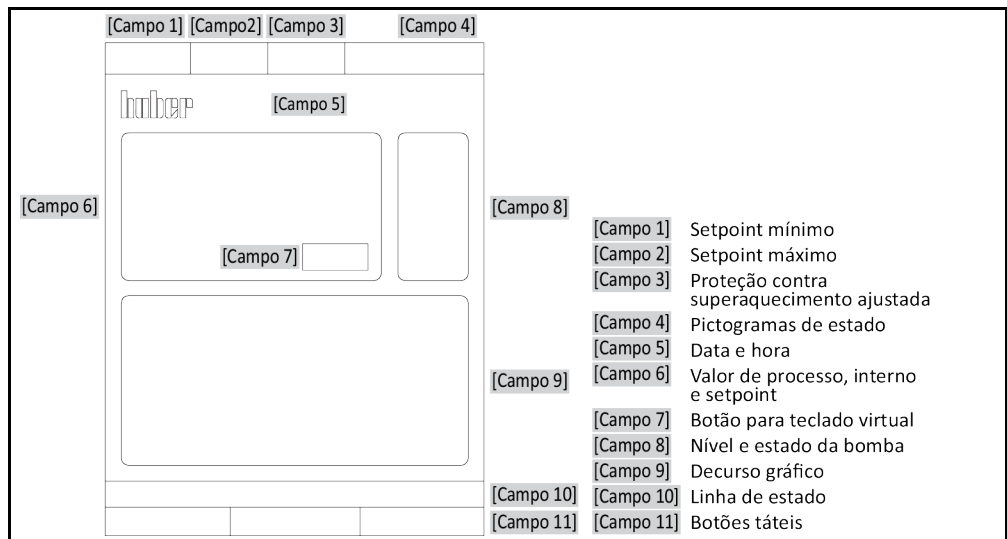 [Campo 1] [Campo2] [Campo 3] [Campo 4]
huber
[Campo 5]
[Campo 6]
[Campo 7]
[Campo 8]
[Campo 9]
[Campo 10]
[Campo 11]
[Campo 1] Setpoint mínimo
[Campo 2] Setpoint máximo
[Campo 3] Proteção contra
superaquecimento ajustada
[Campo 4] Pictogramas de estado
[Campo 5] Data e hora
[Campo 6] Valor de processo, interno
e setpoint
[Campo 7] Botão para teclado virtual
[Campo 8] Nível e estado da bomba
[Campo 9] Decurso gráfico
[Campo 10] Linha de estado
[Campo 11] Botões táteis